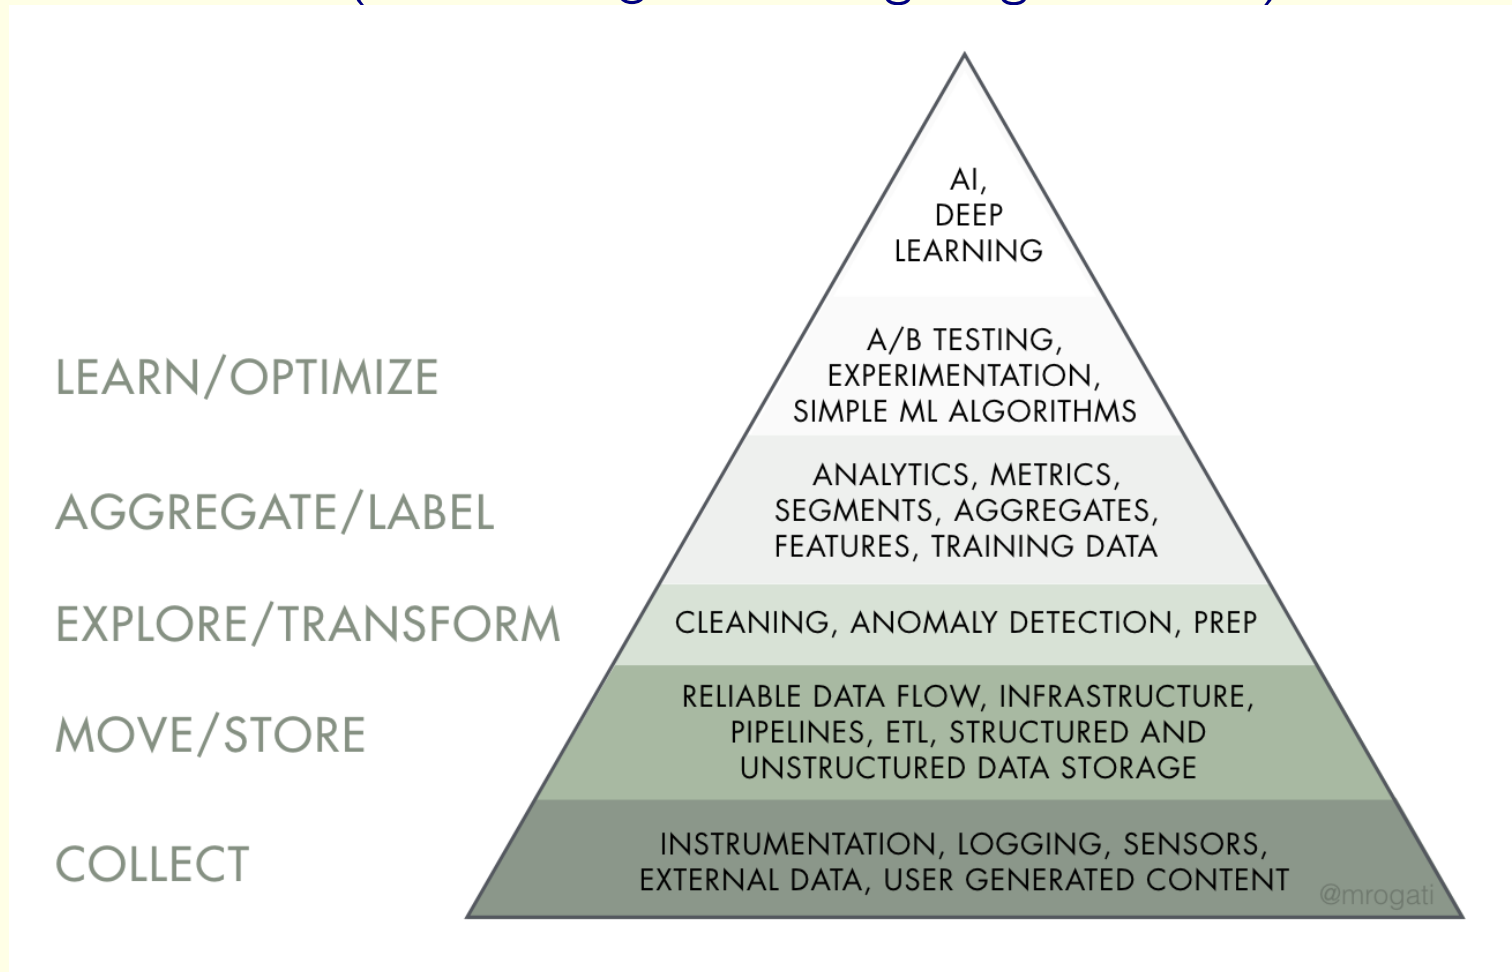 AI,
DEEP
LEARNING
LEARN/OPTIMIZE
A/B TESTING,
EXPERIMENTATION,
SIMPLE ML ALGORITHMS
AGGREGATE/LABEL
ANALYTICS, METRICS,
SEGMENTS, AGGREGATES,
FEATURES, TRAINING DATA
EXPLORE/TRANSFORM
CLEANING, ANOMALY DETECTION, PREP
MOVE/STORE
RELIABLE DATA FLOW, INFRASTRUCTURE,
PIPELINES, ETL, STRUCTURED AND
UNSTRUCTURED DATA STORAGE
COLLECT
INSTRUMENTATION, LOGGING, SENSORS,
EXTERNAL DATA, USER GENERATED CONTENT
@mrogati